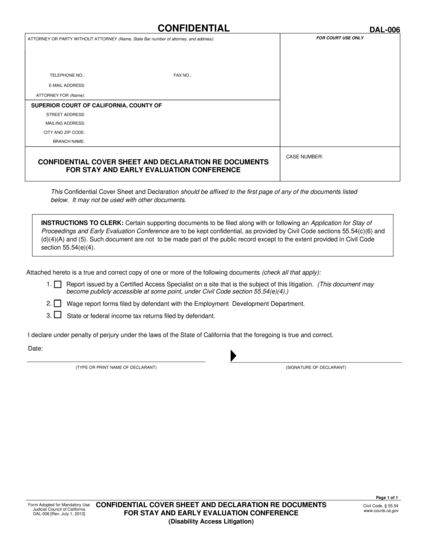 CONFIDENTIAL
DAL-006
ATTORNEY OR PARTY WITHOUT ATTORNEY (Name, State Bar number of attorney, and address):
FOR COURT USE ONLY
TELEPHONE NO.: FAX NO.:
E-MAIL ADDRESS:
ATTORNEY FOR (Name):
SUPERIOR COURT OF CALIFORNIA, COUNTY OF
STREET ADDRESS:
MAILING ADDRESS:
CITY AND ZIP CODE:
BRANCH NAME:
CONFIDENTIAL COVER SHEET AND DECLARATION RE DOCUMENTS
FOR STAY AND EARLY EVALUATION CONFERENCE
CASE NUMBER:
This Confidential Cover Sheet and Declaration should be affixed to the first page of any of the documents listed
below. It may not be used with other documents.
INSTRUCTIONS TO CLERK: Certain supporting documents to be filed along with or following an Application for Stay of
Proceedings and Early Evaluation Conference are to be kept confidential, as provided by Civil Code sections 55.54(c)(6) and
(d)(4)(A) and (5). Such document are not to be made part of the public record except to the extent provided in Civil Code
section 55.54(e)(4).
Attached hereto is a true and correct copy of one or more of the following documents (check all that apply):
1. Report issued by a Certified Access Specialist on a site that is the subject of this litigation. (This document may
become publicly accessible at some point, under Civil Code section 55.54(e)(4).)
2. Wage report forms filed by defendant with the Employment Development Department.
3. State or federal income tax returns filed by defendant.
I declare under penalty of perjury under the laws of the State of California that the foregoing is true and correct.
Date:
(TYPE OR PRINT NAME OF DECLARANT) (SIGNATURE OF DECLARANT)
Page 1 of 1
Form Adopted for Mandatory Use
Judicial Council of California
DAL-006 [Rev. July 1, 2013]
CONFIDENTIAL COVER SHEET AND DECLARATION RE DOCUMENTS
FOR STAY AND EARLY EVALUATION CONFERENCE
(Disability Access Litigation)
Civil Code, § 55.54
www.courts.ca.gov